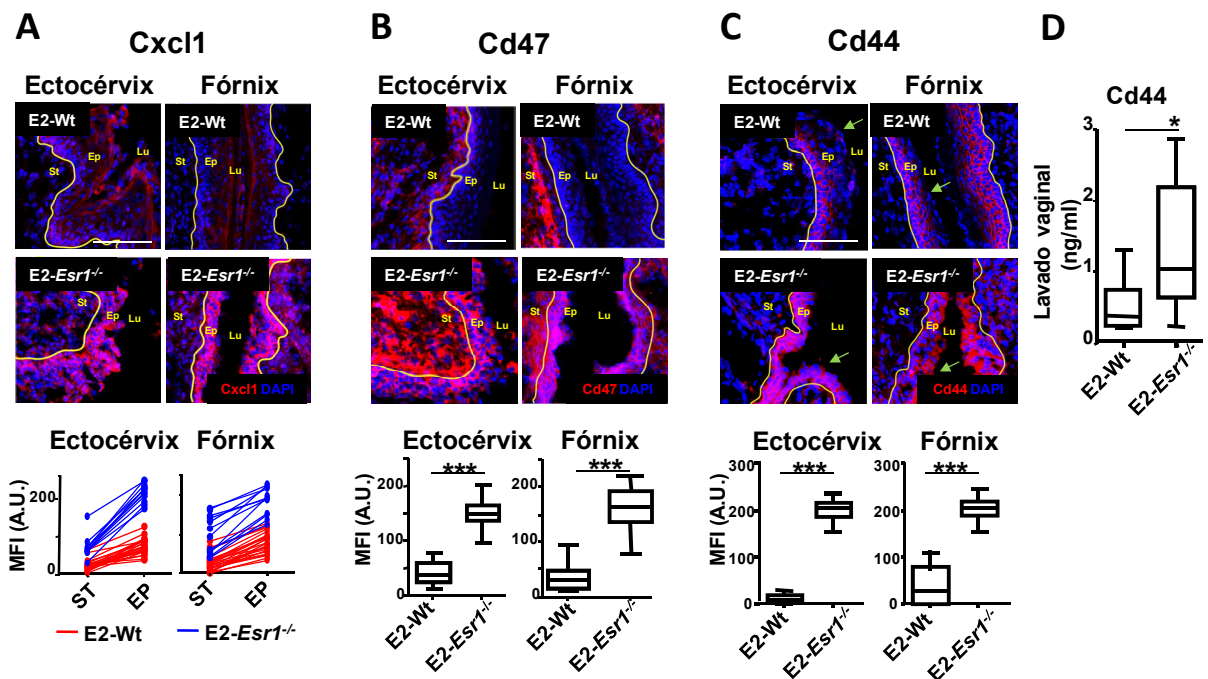 A
Cxcl1
Ectocérvix Fórnix
E2-Wt E2-Wt
St Ep Lu
Ep Lu
E2-Esr1-/- E2-Esr1-/-
St Ep Lu
St Ep Lu
Cxcl1 DAPI
Ectocérvix Fórnix
MFI (A.U.)
200
0
ST EP ST EP
E2-Wt E2-Esr1-/-
B
Cd47
Ectocérvix Fórnix
E2-Wt E2-Wt
St Ep Lu
St Ep Lu
E2-Esr1-/- E2-Esr1-/-
St Ep Lu
St Ep Lu
Cd47 DAPI
Ectocérvix Fórnix
MFI (A.U.)
250
200
150
100
50
0
***
E2-Wt E2-Esr1-/-
250
200
150
100
50
0
***
E2-Wt E2-Esr1-/-
C
Cd44
Ectocérvix Fórnix
E2-Wt E2-Wt
St Ep Lu
St Ep Lu
E2-Esr1-/- E2-Esr1-/-
St Ep Lu
St Ep Lu
Cd44 DAPI
Ectocérvix Fórnix
MFI (A.U.)
300
200
100
0
***
E2-Wt E2-Esr1-/-
300
200
100
0
***
E2-Wt E2-Esr1-/-
D
Cd44
Lavado vaginal
(ng/ml)
3
2
1
0
*
E2-Wt E2-Esr1-/-